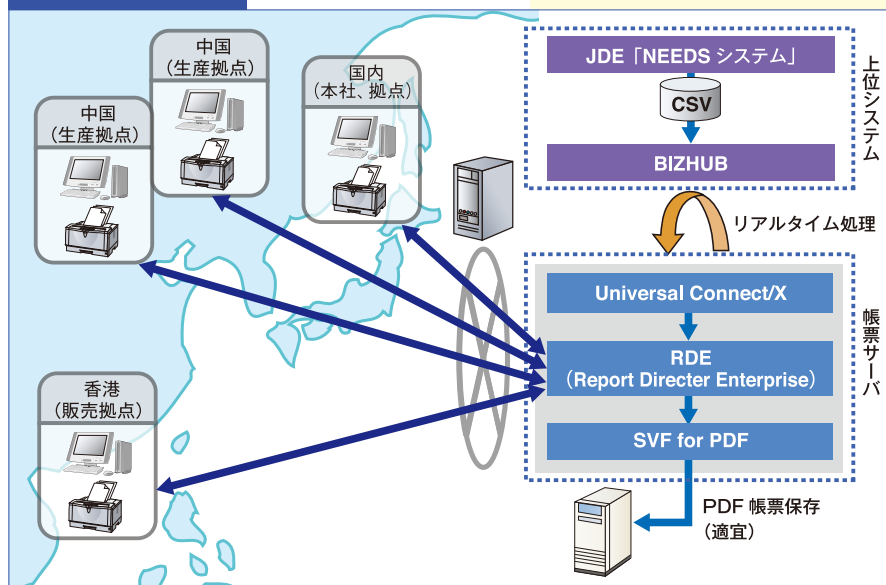 中国
（生産拠点）
中国
（生産拠点）
国内
（本社、拠点）
香港
（販売拠点）
JDE「NEEDS システム」
CSV
BIZHUB
上位システム
リアルタイム処理
Universal Connect/X
RDE
（Report Directer Enterprise）
SVF for PDF
帳票サーバ
PDF 帳票保存
（適宜）